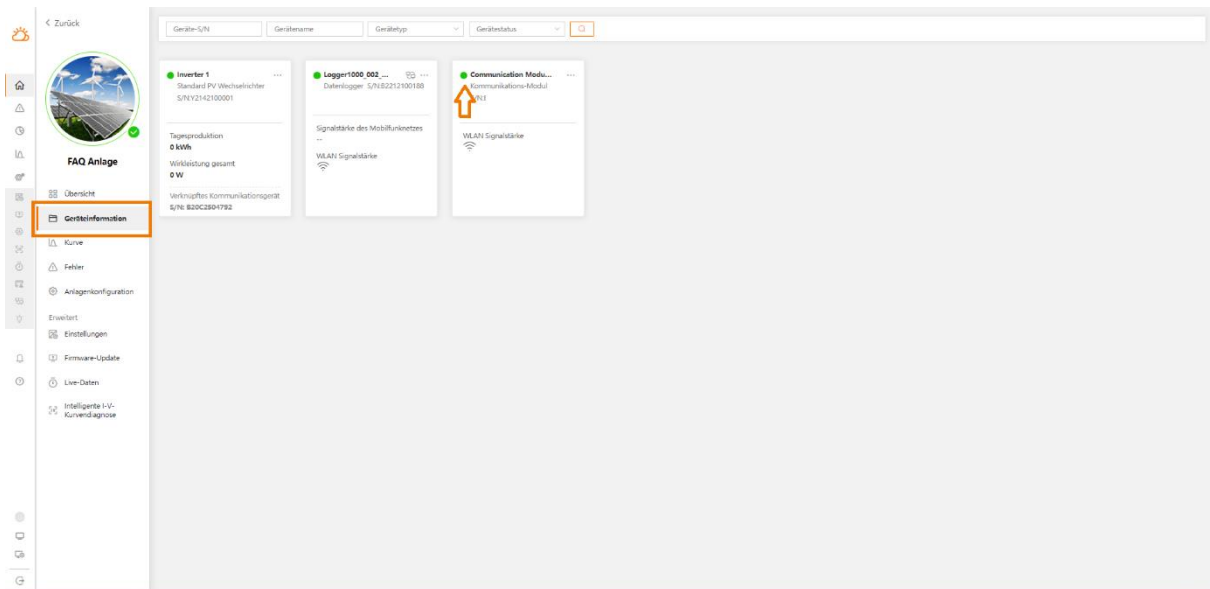 Zurück
Geräte-S/N
Gerätename
Gerätetyp
Gerätestatus
FAQ Anlage
Übersicht
Geräteinformation
Kurve
Fehler
Anlagenkonfiguration
Erweitert
Einstellungen
Firmware-Update
Live-Daten
Intelligente I-V-
Kurvendiagnose
Inverter 1
Standard PV Wechselrichter
S/N:Y2142100001
Tagesproduktion
0 kWh
Wirkleistung gesamt
0 W
Verknüpftes Kommunikationsgerät
S/N: B20C2804792
Logger1000_002_...
Datenlogger S/N:B2212100188
Signalstärke des Mobilfunknetzes
--
WLAN Signalstärke
Communication Modu...
Kommunikations-Modul
WLAN Signalstärke